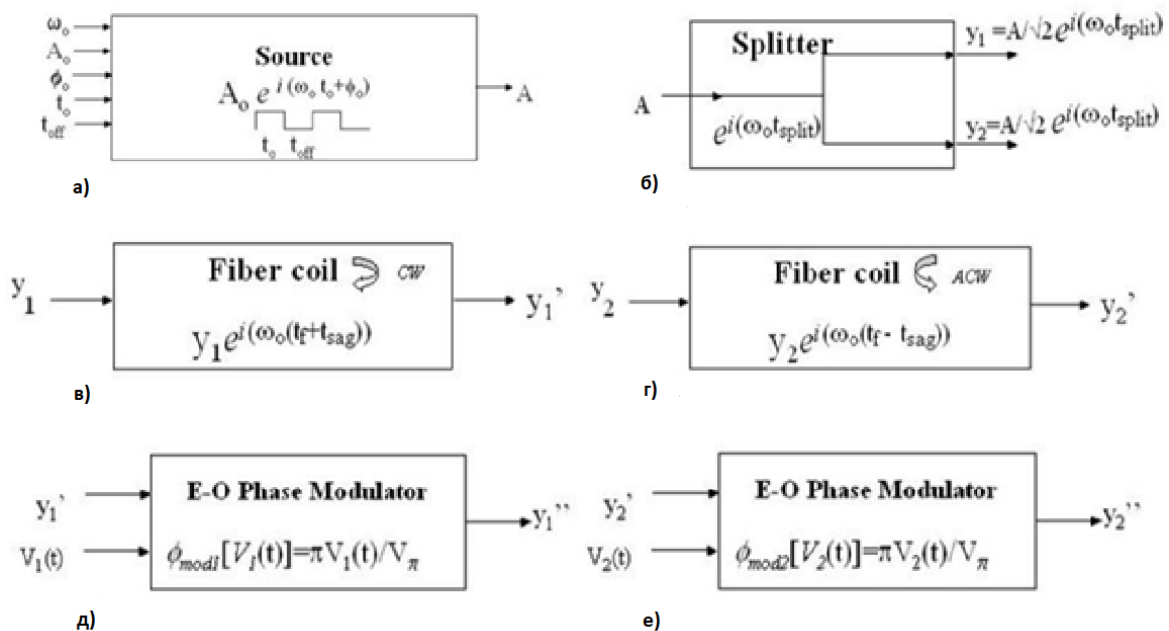 ω₀
A₀
ϕ₀
t₀
t_off
Source
A₀ e^{i (ω₀ t₀+ϕ₀)}
t₀ t_off
A
а)
Splitter
A
e^{i(ω₀t_split)}
y₁ =A/√2 e^{i(ω₀t_split)}
y₂=A/√2 e^{i(ω₀t_split)}
б)
Fiber coil CW
y₁
y₁e^{i(ω₀(t_f+t_sag))}
y₁’
в)
Fiber coil ACW
y₂
y₂e^{i(ω₀(t_f - t_sag))}
y₂’
г)
E-O Phase Modulator
y₁’
V₁(t)
ϕ_mod1[V₁(t)]=πV₁(t)/V_π
y₁’’
д)
E-O Phase Modulator
y₂’
V₂(t)
ϕ_mod2[V₂(t)]=πV₂(t)/V_π
y₂’’
е)